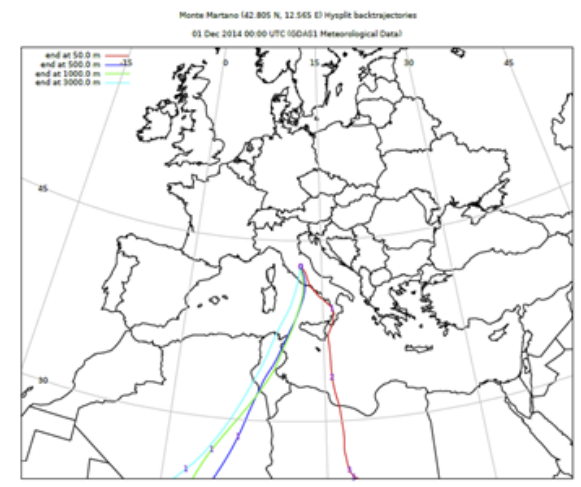 Monte Martano (42.805 N, 12.565 E) Hysplit backtrajectories
01 Dec 2014 00:00 UTC (GDAS1 Meteorological Data)
end at 50.0 m
end at 500.0 m
end at 1000.0 m
end at 3000.0 m
-15 0 15 30 45
45
0
2
30
1
1
1